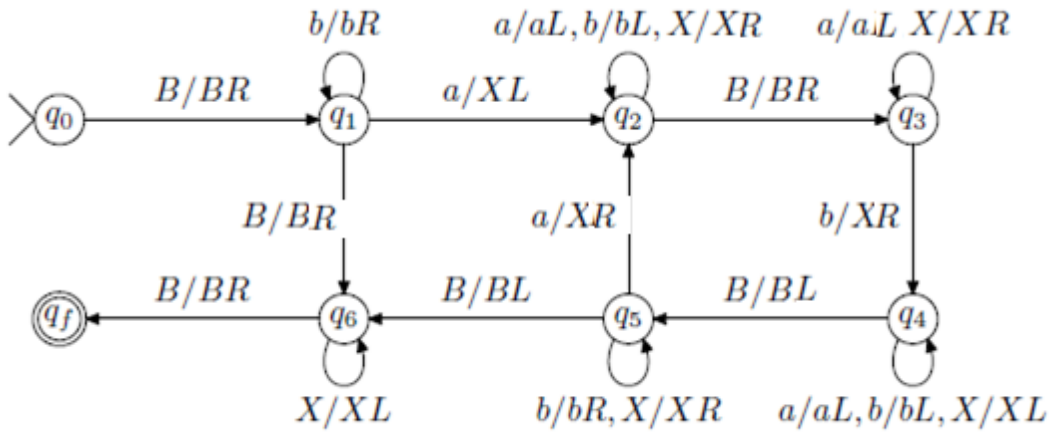 b/bR a/aL, b/bL, X/XR a/aL X/XR
B/BR a/XL B/BR
q0 q1 q2 q3
B/BR a/XR b/XR
B/BR B/BL B/BL
qf q6 q5 q4
X/XL b/bR, X/XR a/aL, b/bL, X/XL